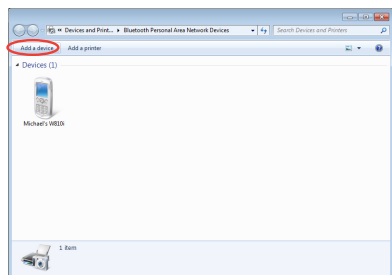 « Devices and Print... ▸ Bluetooth Personal Area Network Devices
Search Devices and Printers
Add a device Add a printer
Devices (1)
Michael's W810i
1 item